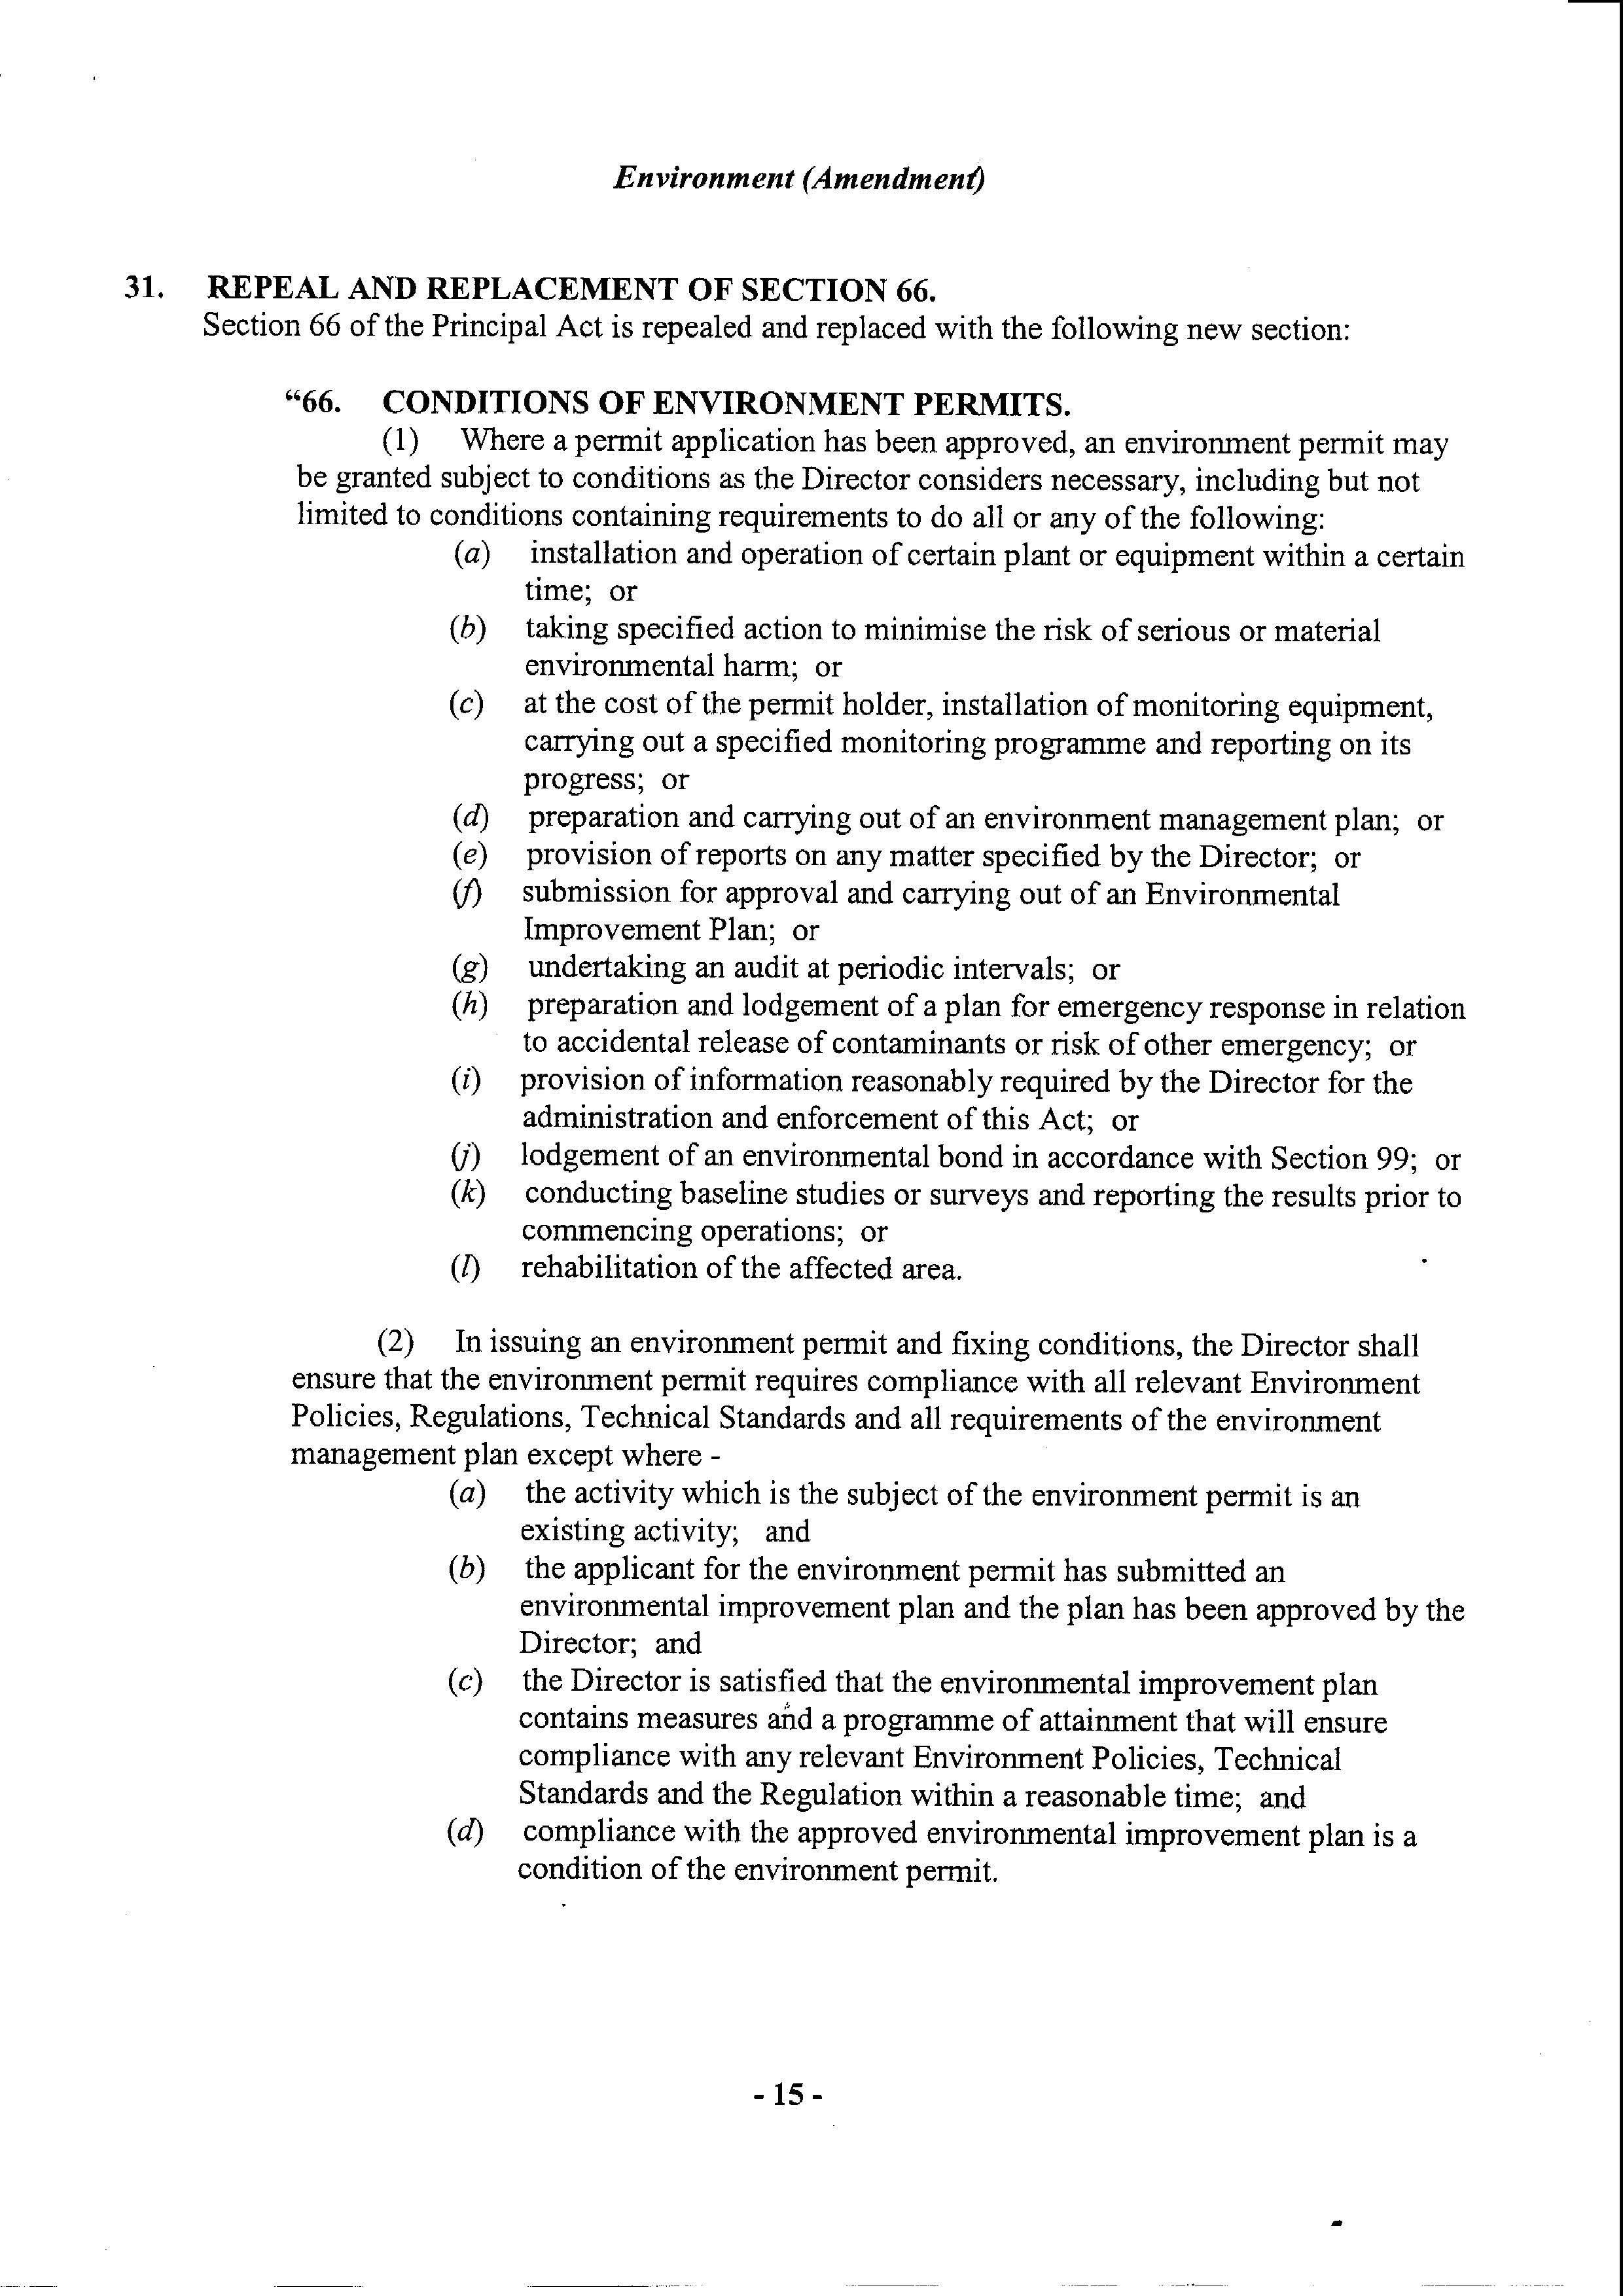 Environment (Amendment)
31. REPEAL AND REPLACEMENT OF SECTION 66.
Section 66 of the Principal Act is repealed and replaced with the following new section:
“66. CONDITIONS OF ENVIRONMENT PERMITS.
(1) Where a permit application has been approved, an environment permit may
be granted subject to conditions as the Director considers necessary, including but not
limited to conditions containing requirements to do all or any of the following:
(a) installation and operation of certain plant or equipment within a certain
time; or
(b) taking specified action to minimise the risk of serious or material
environmental harm; or
(c) at the cost of the permit holder, installation of monitoring equipment,
carrying out a specified monitoring programme and reporting on its
progress; or
(d) preparation and carrying out of an environment management plan; or
(e) provision of reports on any matter specified by the Director; or
(f) submission for approval and carrying out of an Environmental
Improvement Plan; or
(g) undertaking an audit at periodic intervals; or
(h) preparation and lodgement of a plan for emergency response in relation
to accidental release of contaminants or risk of other emergency; or
(i) provision of information reasonably required by the Director for the
administration and enforcement of this Act; or
(j) lodgement of an environmental bond in accordance with Section 99; or
(k) conducting baseline studies or surveys and reporting the results prior to
commencing operations; or
(l) rehabilitation of the affected area.
(2) In issuing an environment permit and fixing conditions, the Director shall
ensure that the environment permit requires compliance with all relevant Environment
Policies, Regulations, Technical Standards and all requirements of the environment
management plan except where -
(a) the activity which is the subject of the environment permit is an
existing activity; and
(b) the applicant for the environment permit has submitted an
environmental improvement plan and the plan has been approved by the
Director; and
(c) the Director is satisfied that the environmental improvement plan
contains measures and a programme of attainment that will ensure
compliance with any relevant Environment Policies, Technical
Standards and the Regulation within a reasonable time; and
(d) compliance with the approved environmental improvement plan is a
condition of the environment permit.
- 15 -